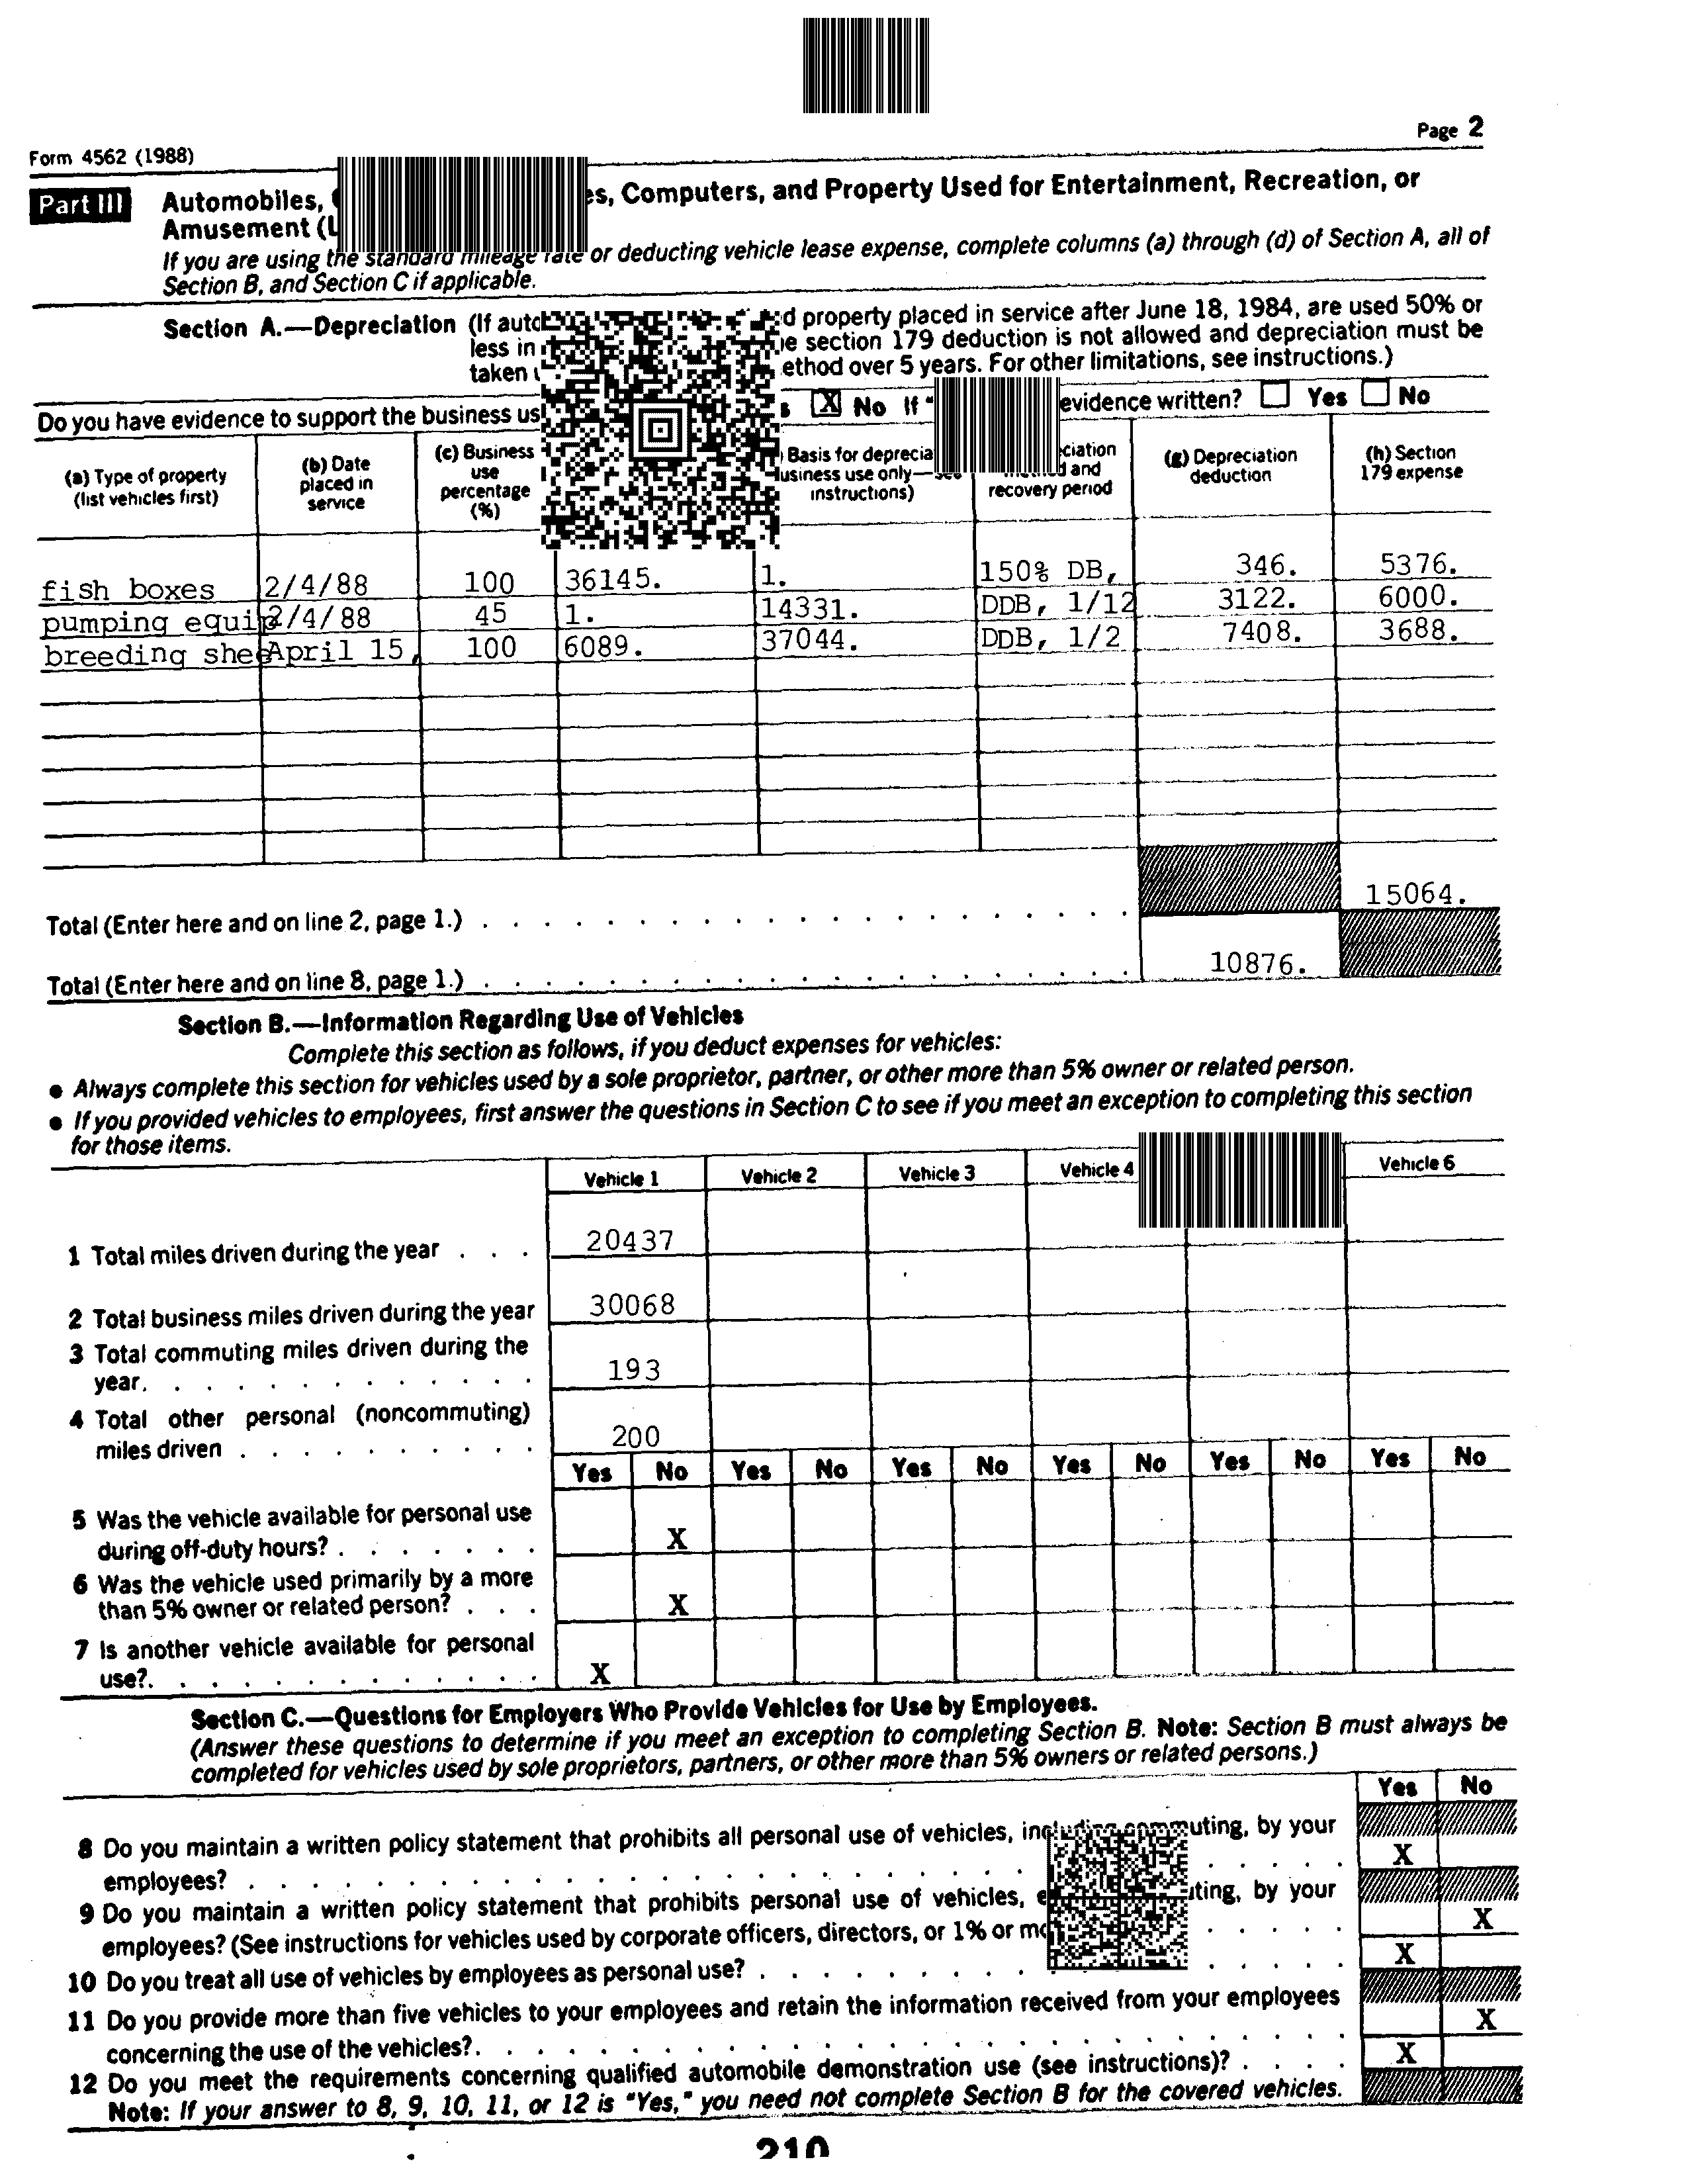 Page 2
Form 4562 (1988)
Part III Automobiles, es, Computers, and Property Used for Entertainment, Recreation, or
Amusement (L
If you are using the standard mileage rate or deducting vehicle lease expense, complete columns (a) through (d) of Section A, all of
Section B, and Section C if applicable.
Section A.—Depreciation (If auto d property placed in service after June 18, 1984, are used 50% or
less in e section 179 deduction is not allowed and depreciation must be
taken ethod over 5 years. For other limitations, see instructions.)
Do you have evidence to support the business us s X No If " evidence written? Yes No
(a) Type of property (list vehicles first)
(b) Date placed in service
(c) Business use percentage (%)
Basis for deprecia usiness use only—see instructions)
ciation and recovery period
(g) Depreciation deduction
(h) Section 179 expense
fish boxes 2/4/88 100 36145. 1. 150% DB, 346. 5376.
pumping equip 2/4/88 45 1. 14331. DDB, 1/12 3122. 6000.
breeding shee April 15, 100 6089. 37044. DDB, 1/2 7408. 3688.
Total (Enter here and on line 2, page 1.) 15064.
Total (Enter here and on line 8, page 1.) 10876.
Section B.—Information Regarding Use of Vehicles
Complete this section as follows, if you deduct expenses for vehicles:
● Always complete this section for vehicles used by a sole proprietor, partner, or other more than 5% owner or related person.
● If you provided vehicles to employees, first answer the questions in Section C to see if you meet an exception to completing this section
for those items.
Vehicle 1 Vehicle 2 Vehicle 3 Vehicle 4 Vehicle 6
1 Total miles driven during the year . . . 20437
2 Total business miles driven during the year 30068
3 Total commuting miles driven during the
year. . . . . . . . . . . . . 193
4 Total other personal (noncommuting)
miles driven . . . . . . . . . . 200
Yes No Yes No Yes No Yes No Yes No Yes No
5 Was the vehicle available for personal use
during off-duty hours? . . . . . . . X
6 Was the vehicle used primarily by a more
than 5% owner or related person? . . . X
7 Is another vehicle available for personal
use?. . . . . . . . . . . . . X
Section C.—Questions for Employers Who Provide Vehicles for Use by Employees.
(Answer these questions to determine if you meet an exception to completing Section B. Note: Section B must always be
completed for vehicles used by sole proprietors, partners, or other more than 5% owners or related persons.)
Yes No
8 Do you maintain a written policy statement that prohibits all personal use of vehicles, including commuting, by your
employees? X
9 Do you maintain a written policy statement that prohibits personal use of vehicles, e ting, by your
employees? (See instructions for vehicles used by corporate officers, directors, or 1% or mo X
10 Do you treat all use of vehicles by employees as personal use? X
11 Do you provide more than five vehicles to your employees and retain the information received from your employees
concerning the use of the vehicles?. X
12 Do you meet the requirements concerning qualified automobile demonstration use (see instructions)? . . . . X
Note: If your answer to 8, 9, 10, 11, or 12 is "Yes," you need not complete Section B for the covered vehicles.
210